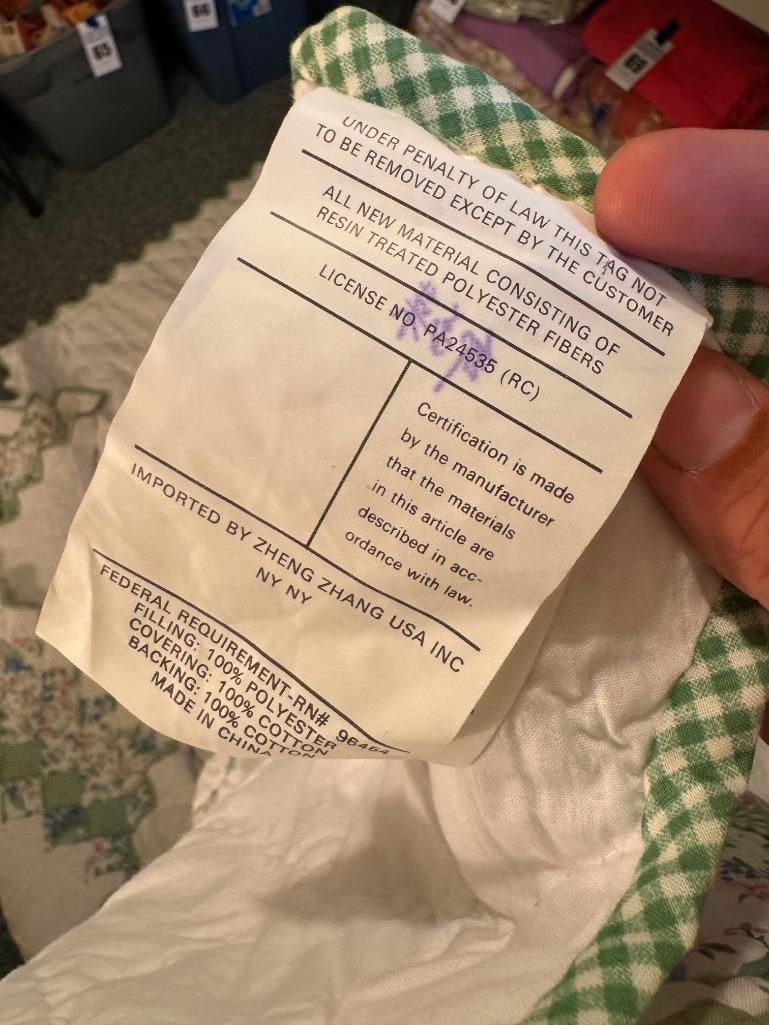 65
66
UNDER PENALTY OF LAW THIS TAG NOT
TO BE REMOVED EXCEPT BY THE CUSTOMER
ALL NEW MATERIAL CONSISTING OF
RESIN TREATED POLYESTER FIBERS
LICENSE NO. PA24535 (RC)
Certification is made
by the manufacturer
that the materials
in this article are
described in acc-
ordance with law.
IMPORTED BY ZHENG ZHANG USA INC
NY NY
FEDERAL REQUIREMENT-RN# 96464
FILLING: 100% POLYESTER
COVERING: 100% COTTON
BACKING: 100% COTTON
MADE IN CHINA